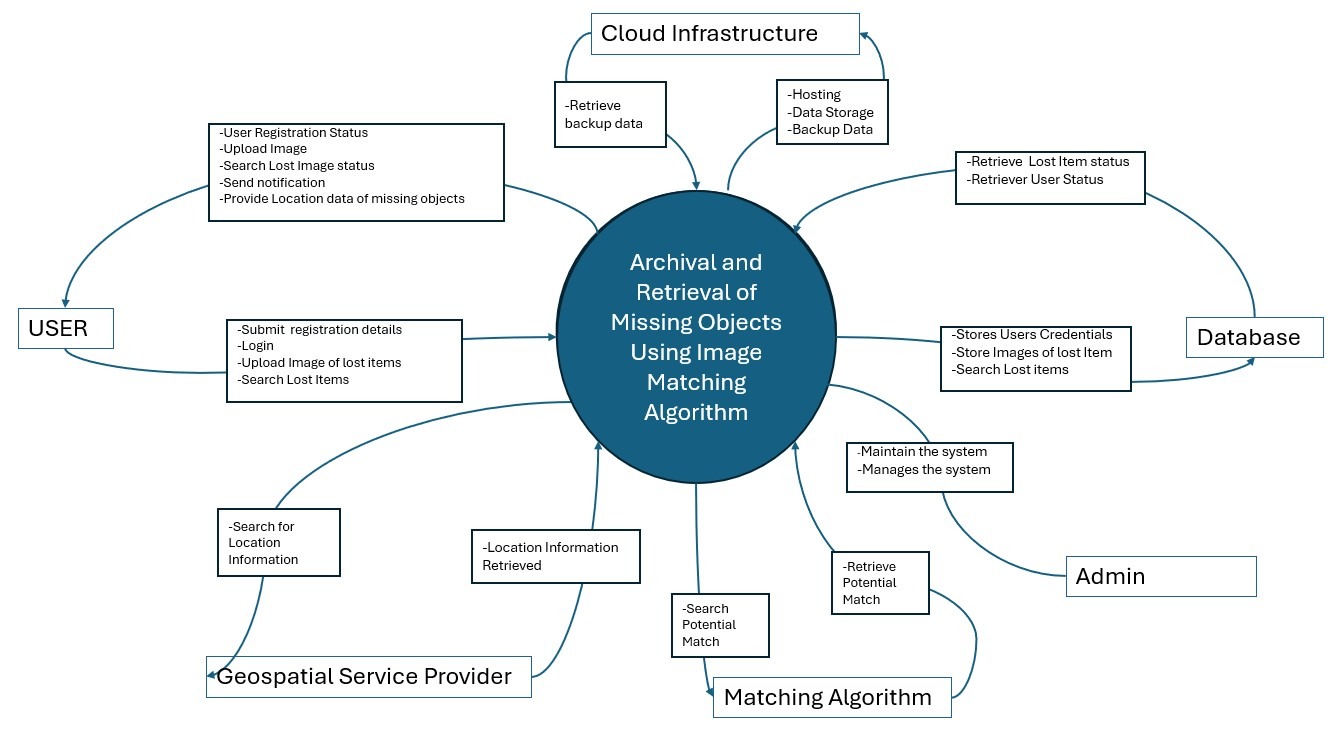 Cloud Infrastructure
-Retrieve
backup data
-Hosting
-Data Storage
-Backup Data
-User Registration Status
-Upload Image
-Search Lost Image status
-Send notification
-Provide Location data of missing objects
-Retrieve  Lost Item status
-Retriever User Status
Archival and
Retrieval of
Missing Objects
Using Image
Matching
Algorithm
USER
-Submit  registration details
-Login
-Upload Image of lost items
-Search Lost Items
-Stores Users Credentials
-Store Images of lost Item
-Search Lost items
Database
-Maintain the system
-Manages the system
-Search for
Location
Information
-Location Information
Retrieved
-Retrieve
Potential
Match
Admin
-Search
Potential
Match
Geospatial Service Provider
Matching Algorithm